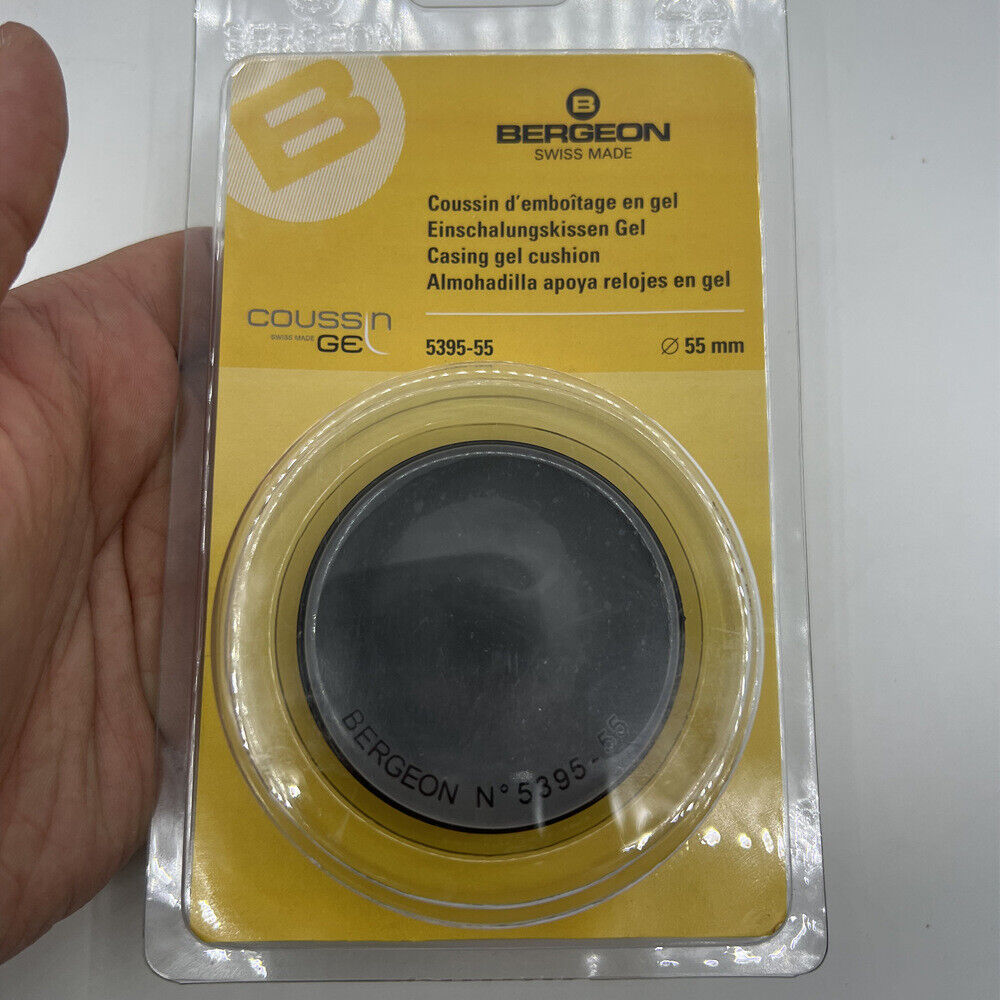 B
B
BERGEON
SWISS MADE
Coussin d'emboîtage en gel
Einschalungskissen Gel
Casing gel cushion
Almohadilla apoya relojes en gel
COUSSIN
SWISS MADE GEL
5395-55 ∅ 55 mm
BERGEON N° 5395-55